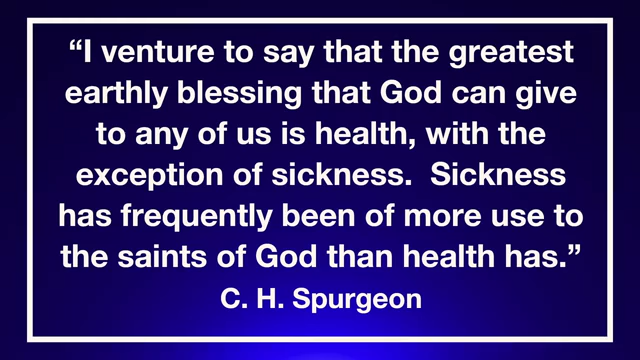 “I venture to say that the greatest
earthly blessing that God can give
to any of us is health, with the
exception of sickness.  Sickness
has frequently been of more use to
the saints of God than health has.”
C. H. Spurgeon